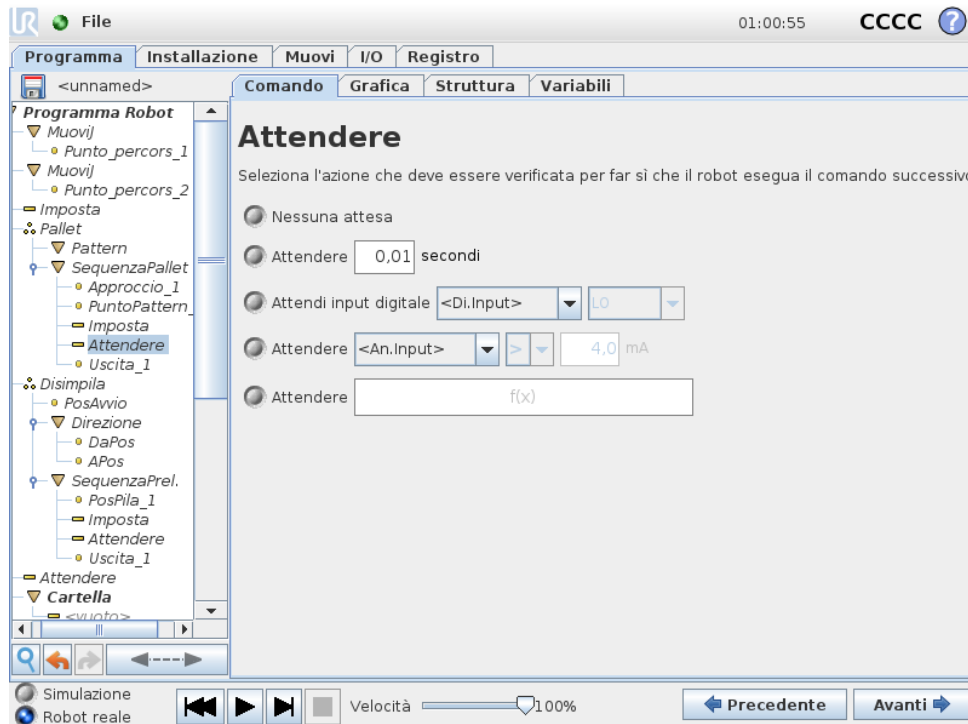 UR File 01:00:55 CCCC ?
Programma Installazione Muovi I/O Registro
<unnamed> Comando Grafica Struttura Variabili
Programma Robot
MuoviJ
Punto_percors_1
MuoviJ
Punto_percors_2
Imposta
Pallet
Pattern
SequenzaPallet
Approccio_1
PuntoPattern_
Imposta
Attendere
Uscita_1
Disimpila
PosAvvio
Direzione
DaPos
APos
SequenzaPrel.
PosPila_1
Imposta
Attendere
Uscita_1
Attendere
Cartella
<vuoto>
Attendere
Seleziona l'azione che deve essere verificata per far sì che il robot esegua il comando successivo
Nessuna attesa
Attendere 0,01 secondi
Attendi input digitale <Di.Input> L0
Attendere <An.Input> > 4,0 mA
Attendere f(x)
Simulazione
Robot reale
Velocità 100%
Precedente Avanti